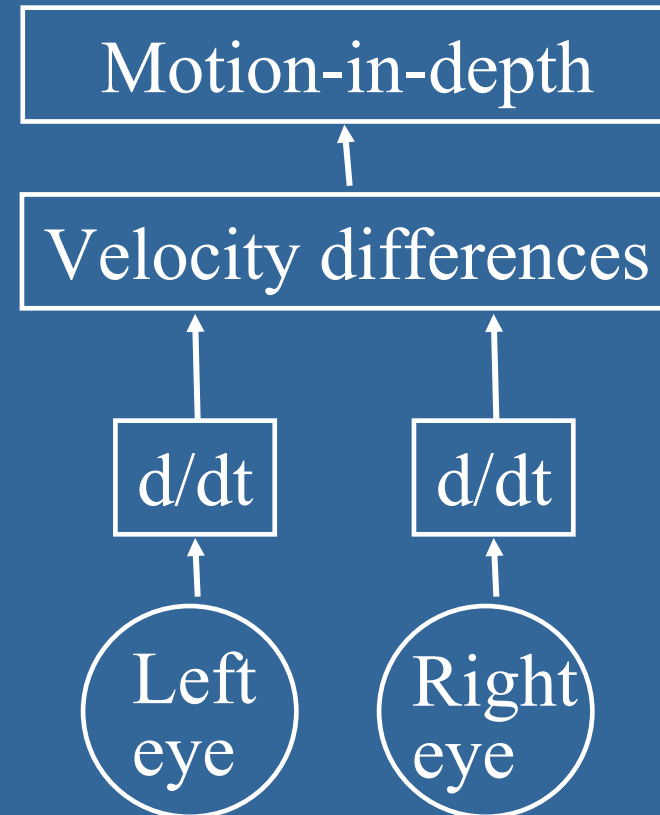 Motion-in-depth
Velocity differences
d/dt
d/dt
Left
eye
Right
eye